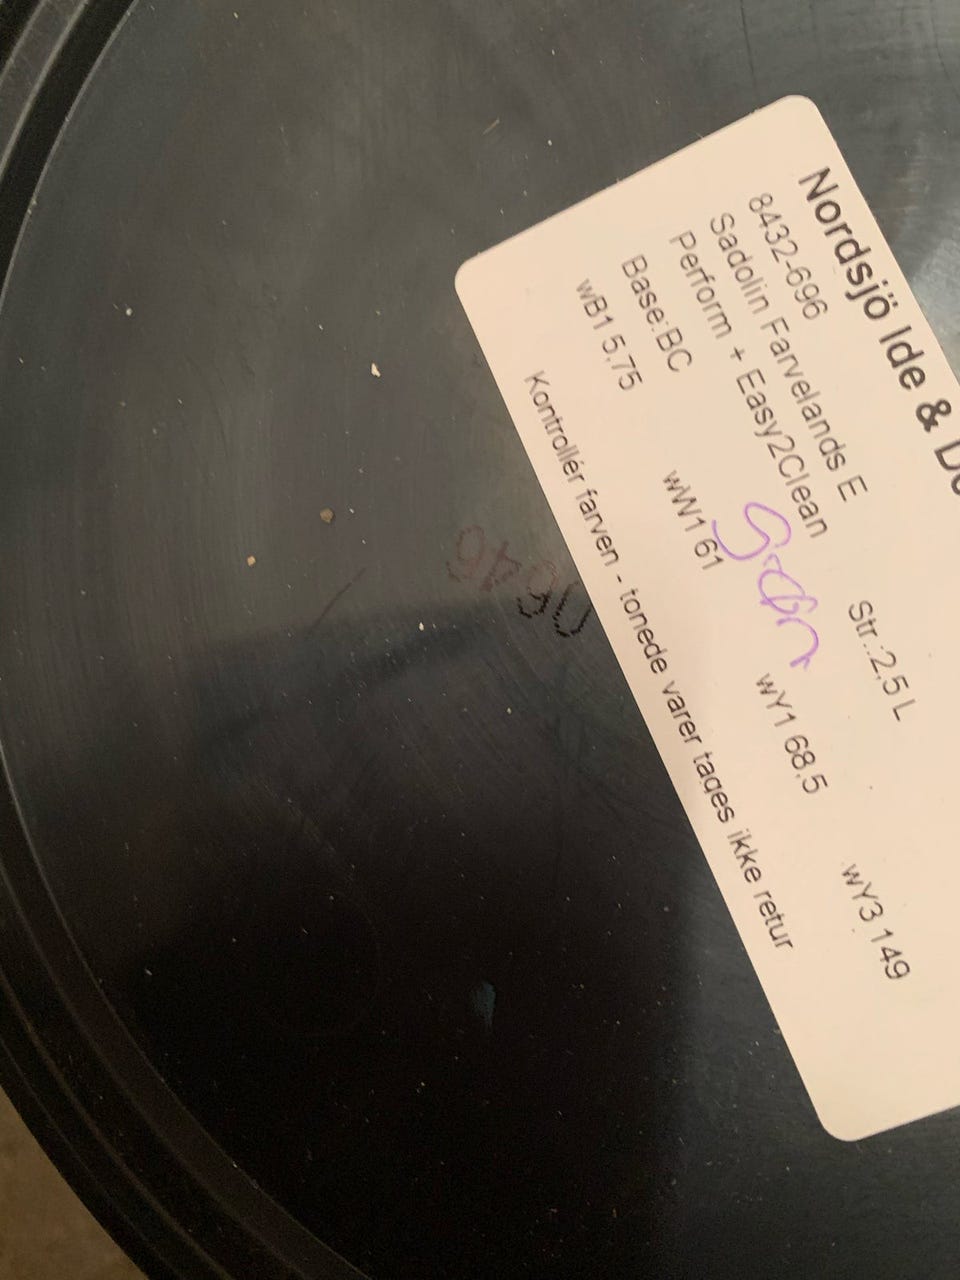 Nordsjö Ide &
8432-696
Sadolin Farvelands E Str.:2,5 L
Perform + Easy2Clean
Base:BC
wB1 5,75 wW1 61 wY1 68,5 wY3 149
Kontrollér farven - tonede varer tages ikke retur